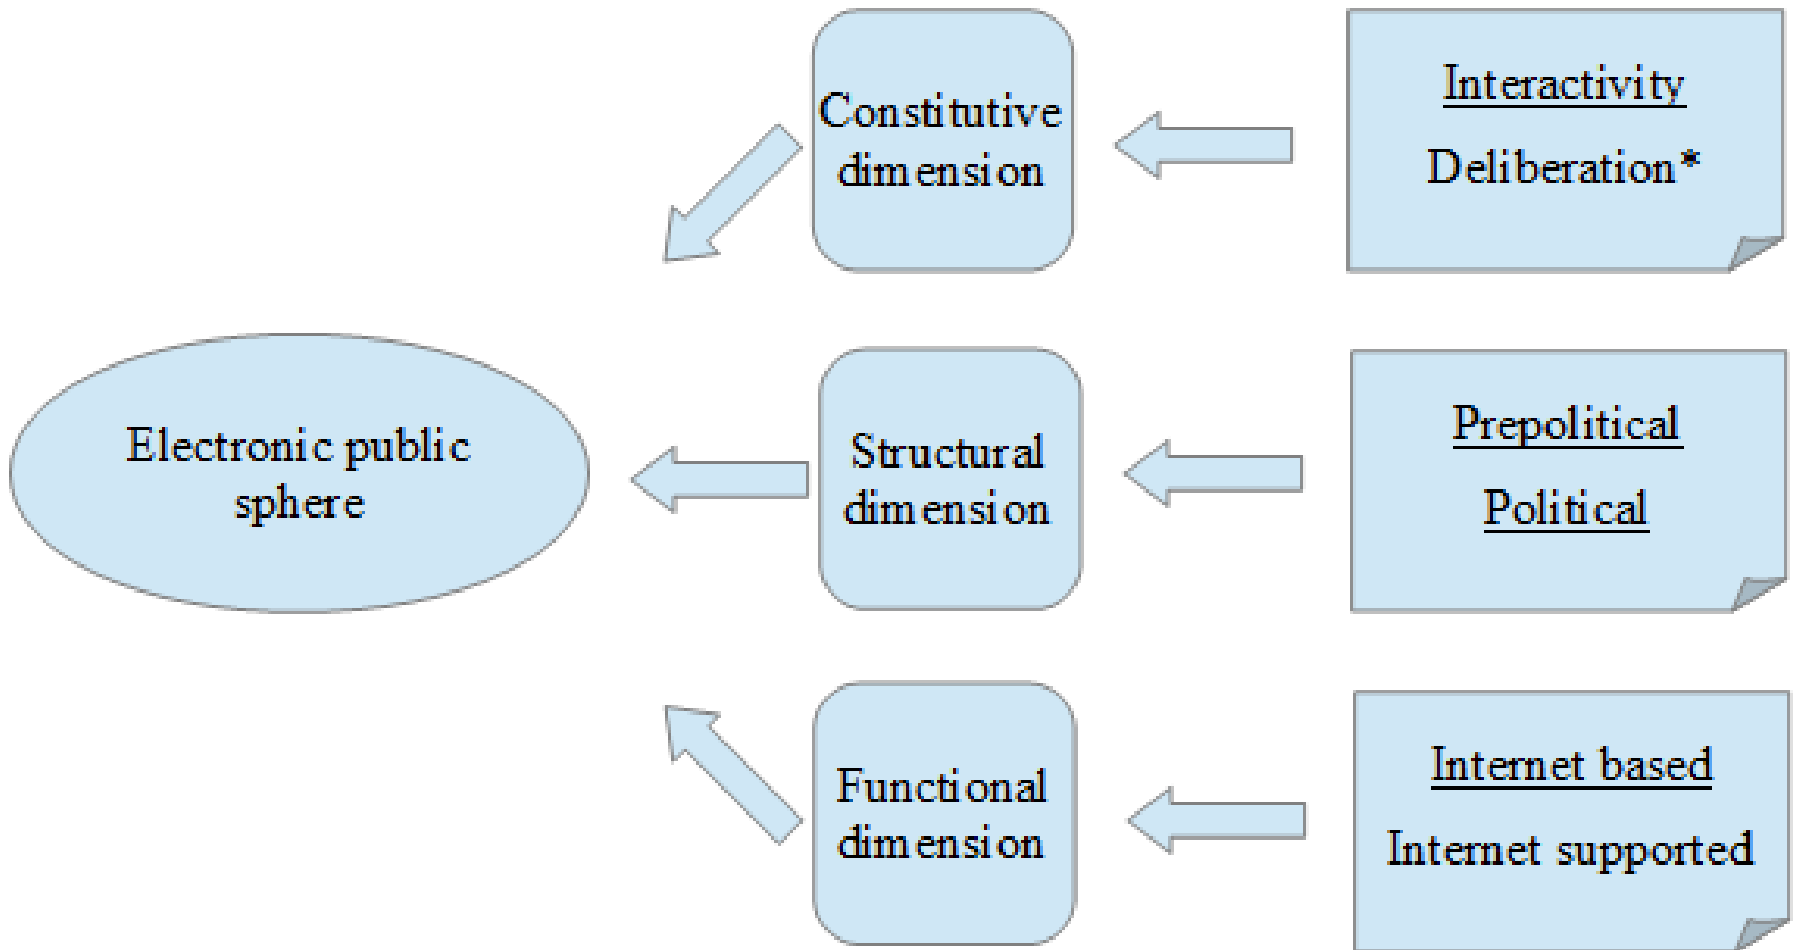 Constitutive
dimension
Interactivity
Deliberation*
Electronic public
sphere
Structural
dimension
Prepolitical
Political
Functional
dimension
Internet based
Internet supported